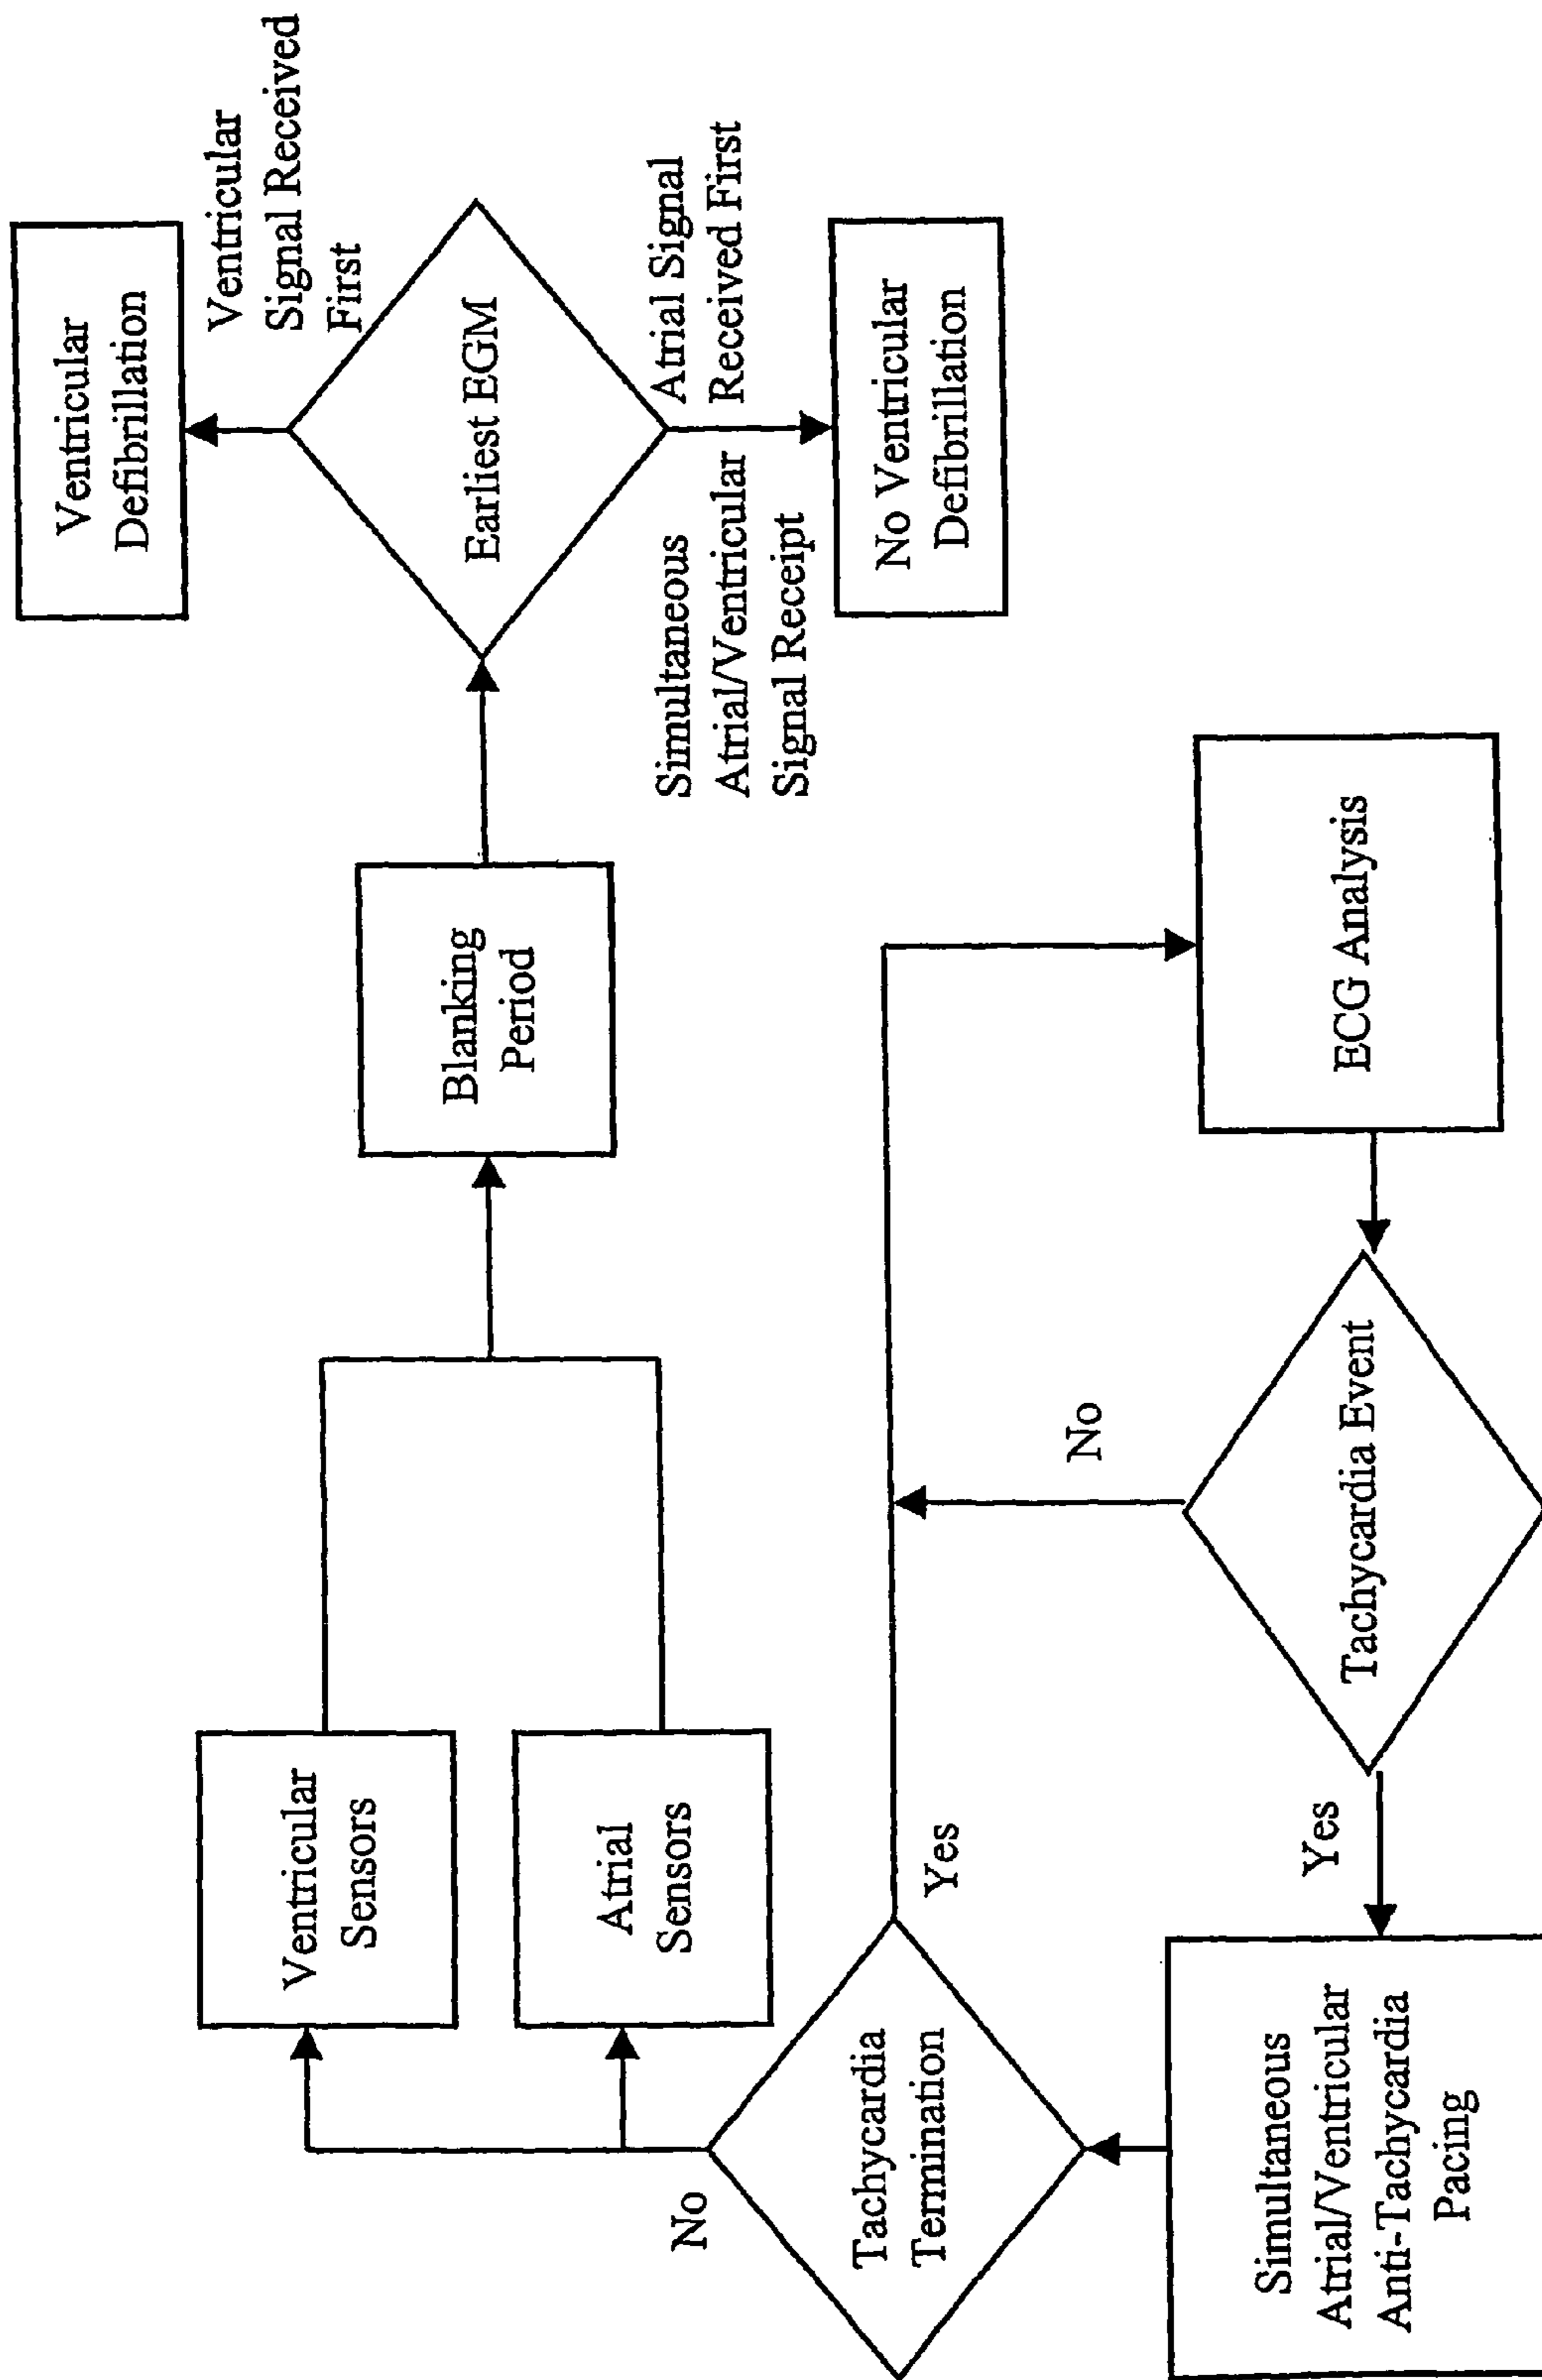 Ventricular
Defibrillation
Ventricular
Signal Received
First
Earliest EGM
Simultaneous
Atrial/Ventricular
Signal Receipt
Atrial Signal
Received First
No Ventricular
Defibrillation
Blanking
Period
Ventricular
Sensors
Atrial
Sensors
No
Tachycardia
Termination
Yes
Simultaneous
Atrial/Ventricular
Anti-Tachycardia
Pacing
Yes
Tachycardia Event
No
ECG Analysis